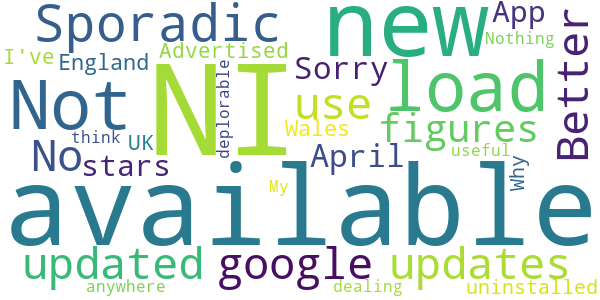 Sporadic new App
I've England Advertised Nothing
Not NI Sorry load Better
deplorable use
think UK Wales figures
No stars April useful Why
available My
updated google updates
anywhere dealing uninstalled